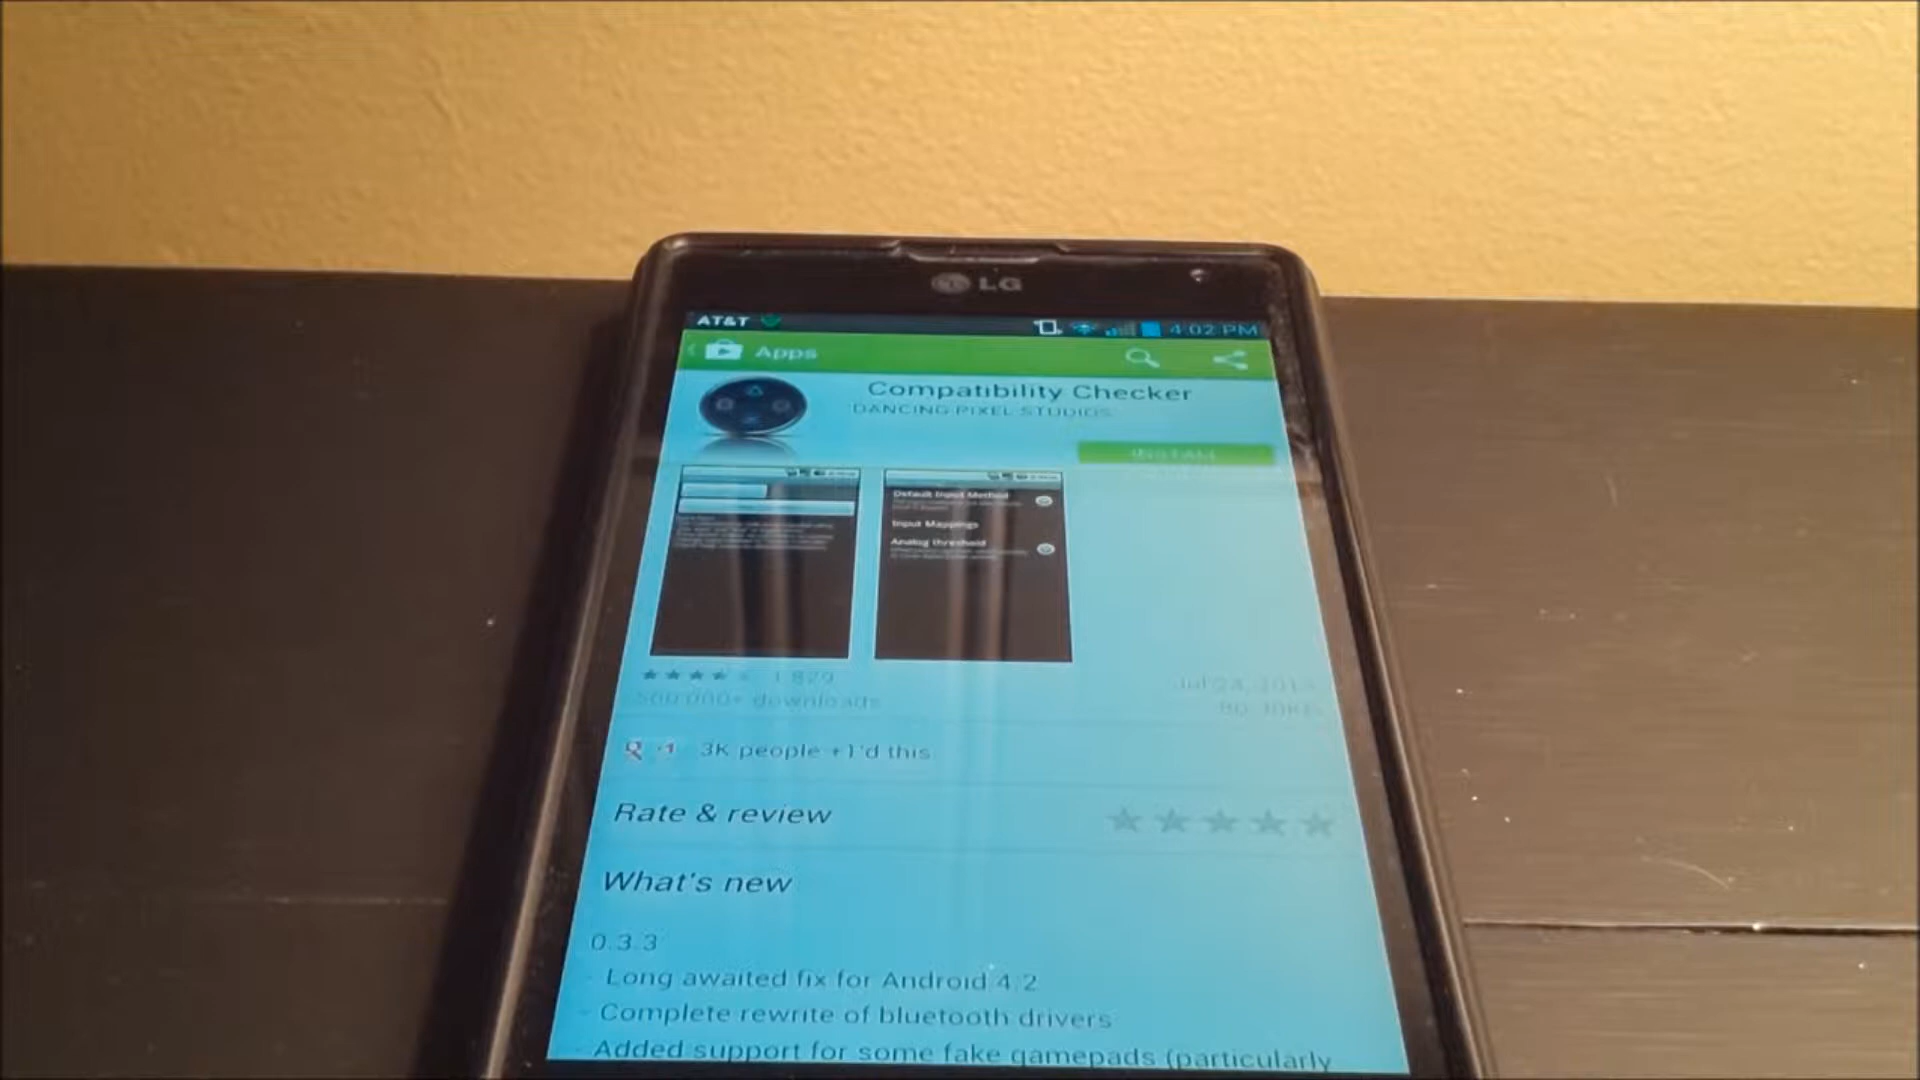 LG
AT&T 4:02 PM
Apps
Compatibility Checker
DANCING PIXEL STUDIOS
INSTALL
Default Input Method
Input Mappings
Analog threshold
1,829
500,000+ downloads
+1 3K people +1'd this
Rate & review
What's new
0.3.3
- Long awaited fix for Android 4.2
- Complete rewrite of bluetooth drivers
- Added support for some fake gamepads (particularly